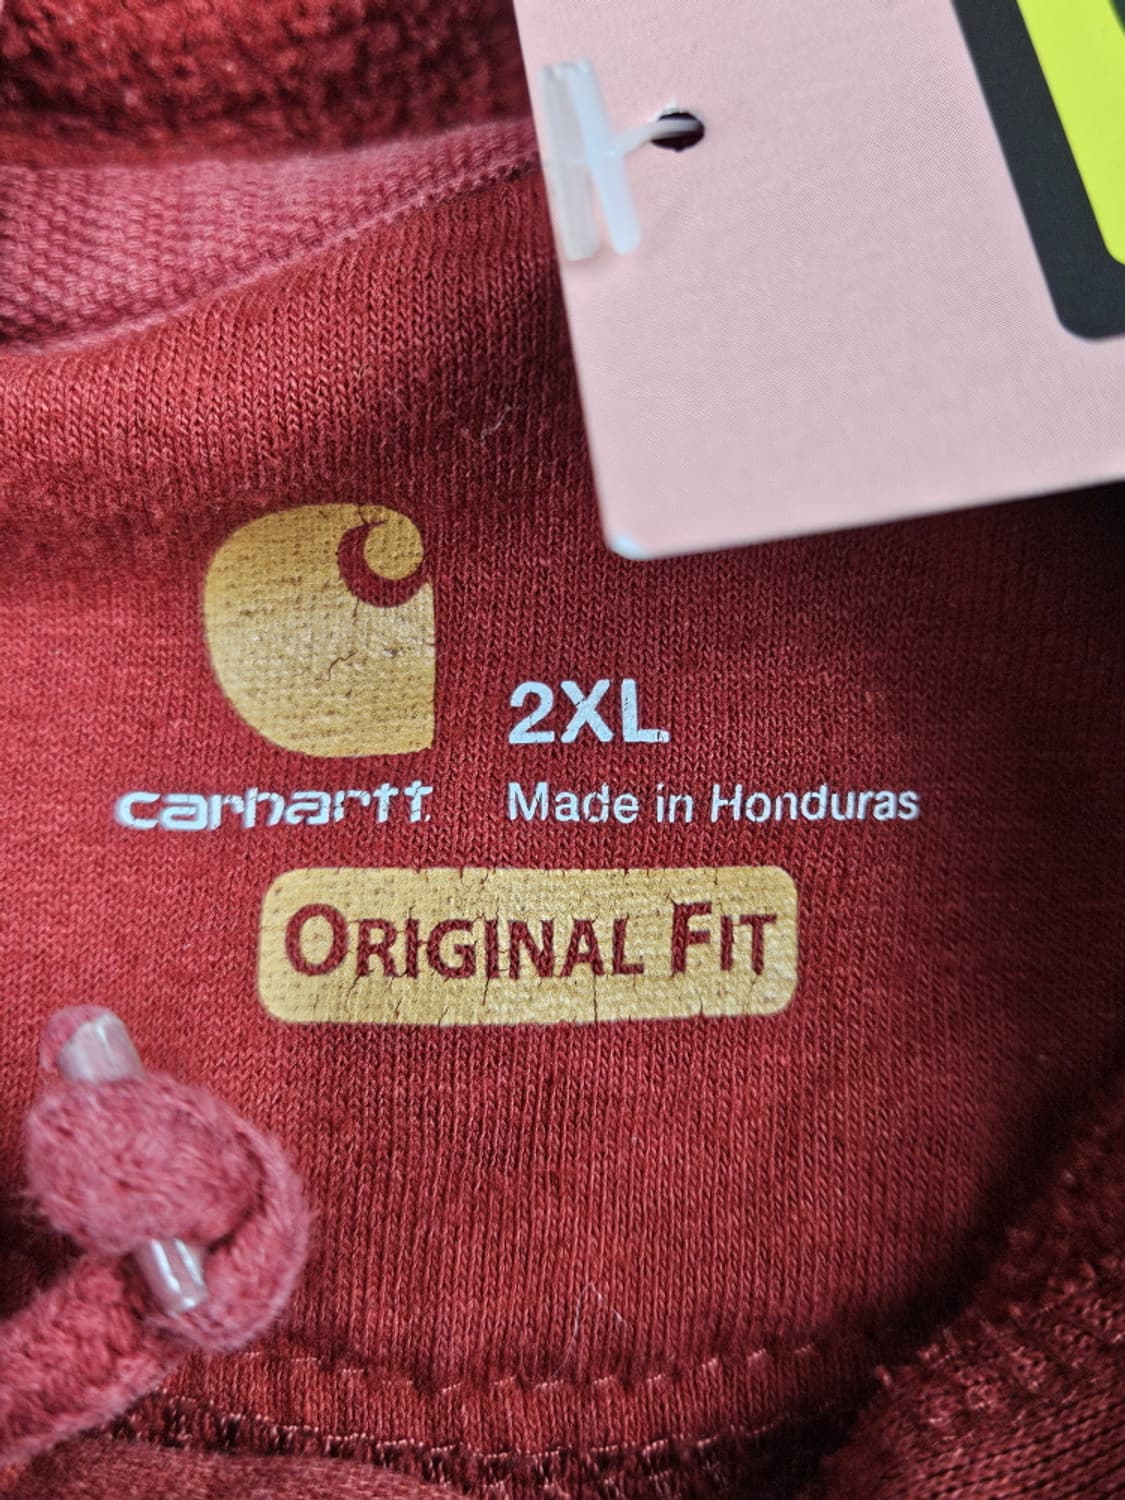 2XL
carhartt
Made in Honduras
ORIGINAL FIT